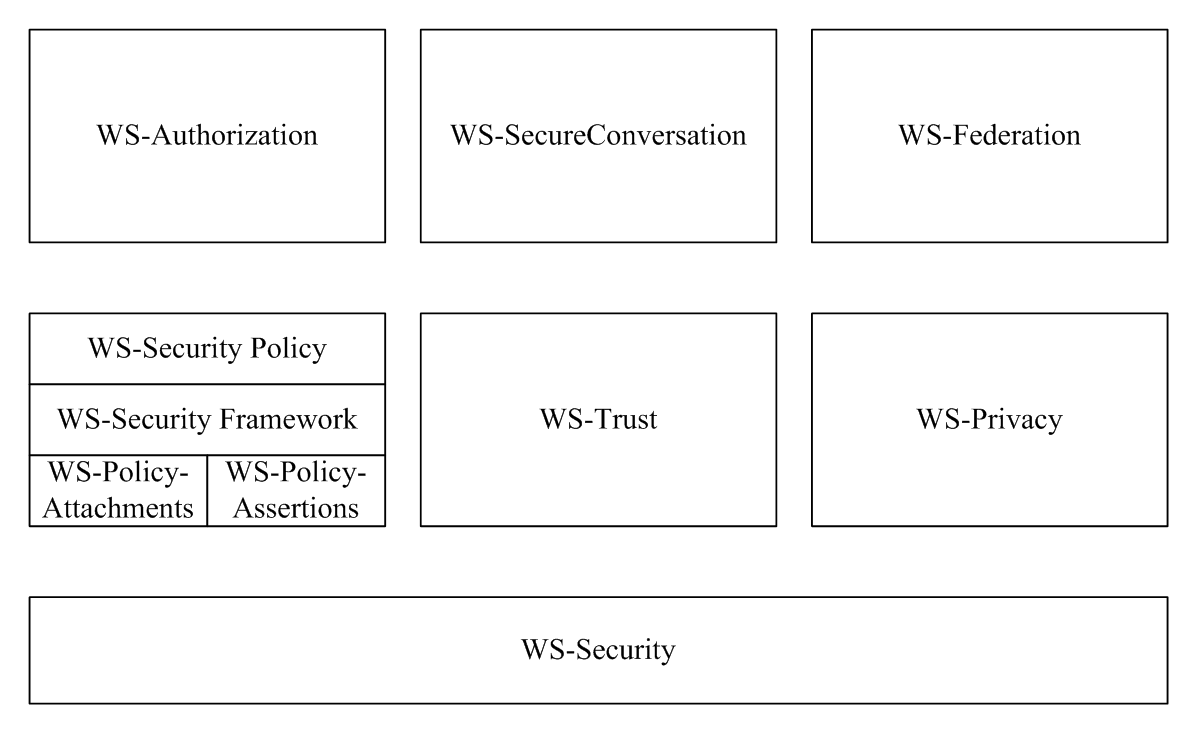 WS-Authorization
WS-SecureConversation
WS-Federation
WS-Security Policy
WS-Security Framework
WS-Policy-
Attachments
WS-Policy-
Assertions
WS-Trust
WS-Privacy
WS-Security